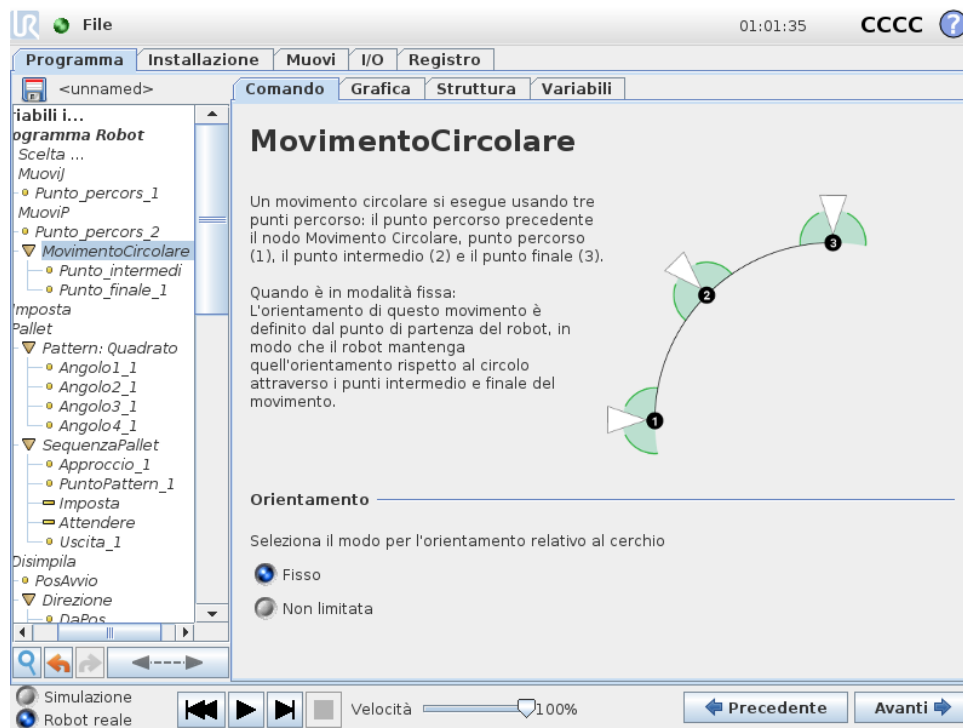 UR File 01:01:35 CCCC ?
Programma Installazione Muovi I/O Registro
<unnamed>
Comando Grafica Struttura Variabili
riabili i...
ogramma Robot
Scelta ...
MuoviJ
Punto_percors_1
MuoviP
Punto_percors_2
MovimentoCircolare
Punto_intermedi
Punto_finale_1
Imposta
Pallet
Pattern: Quadrato
Angolo1_1
Angolo2_1
Angolo3_1
Angolo4_1
SequenzaPallet
Approccio_1
PuntoPattern_1
Imposta
Attendere
Uscita_1
Disimpila
PosAvvio
Direzione
DaPos
MovimentoCircolare
Un movimento circolare si esegue usando tre
punti percorso: il punto percorso precedente
il nodo Movimento Circolare, punto percorso
(1), il punto intermedio (2) e il punto finale (3).
Quando è in modalità fissa:
L'orientamento di questo movimento è
definito dal punto di partenza del robot, in
modo che il robot mantenga
quell'orientamento rispetto al circolo
attraverso i punti intermedio e finale del
movimento.
3
2
1
Orientamento
Seleziona il modo per l'orientamento relativo al cerchio
Fisso
Non limitata
Simulazione
Robot reale
Velocità 100%
Precedente Avanti